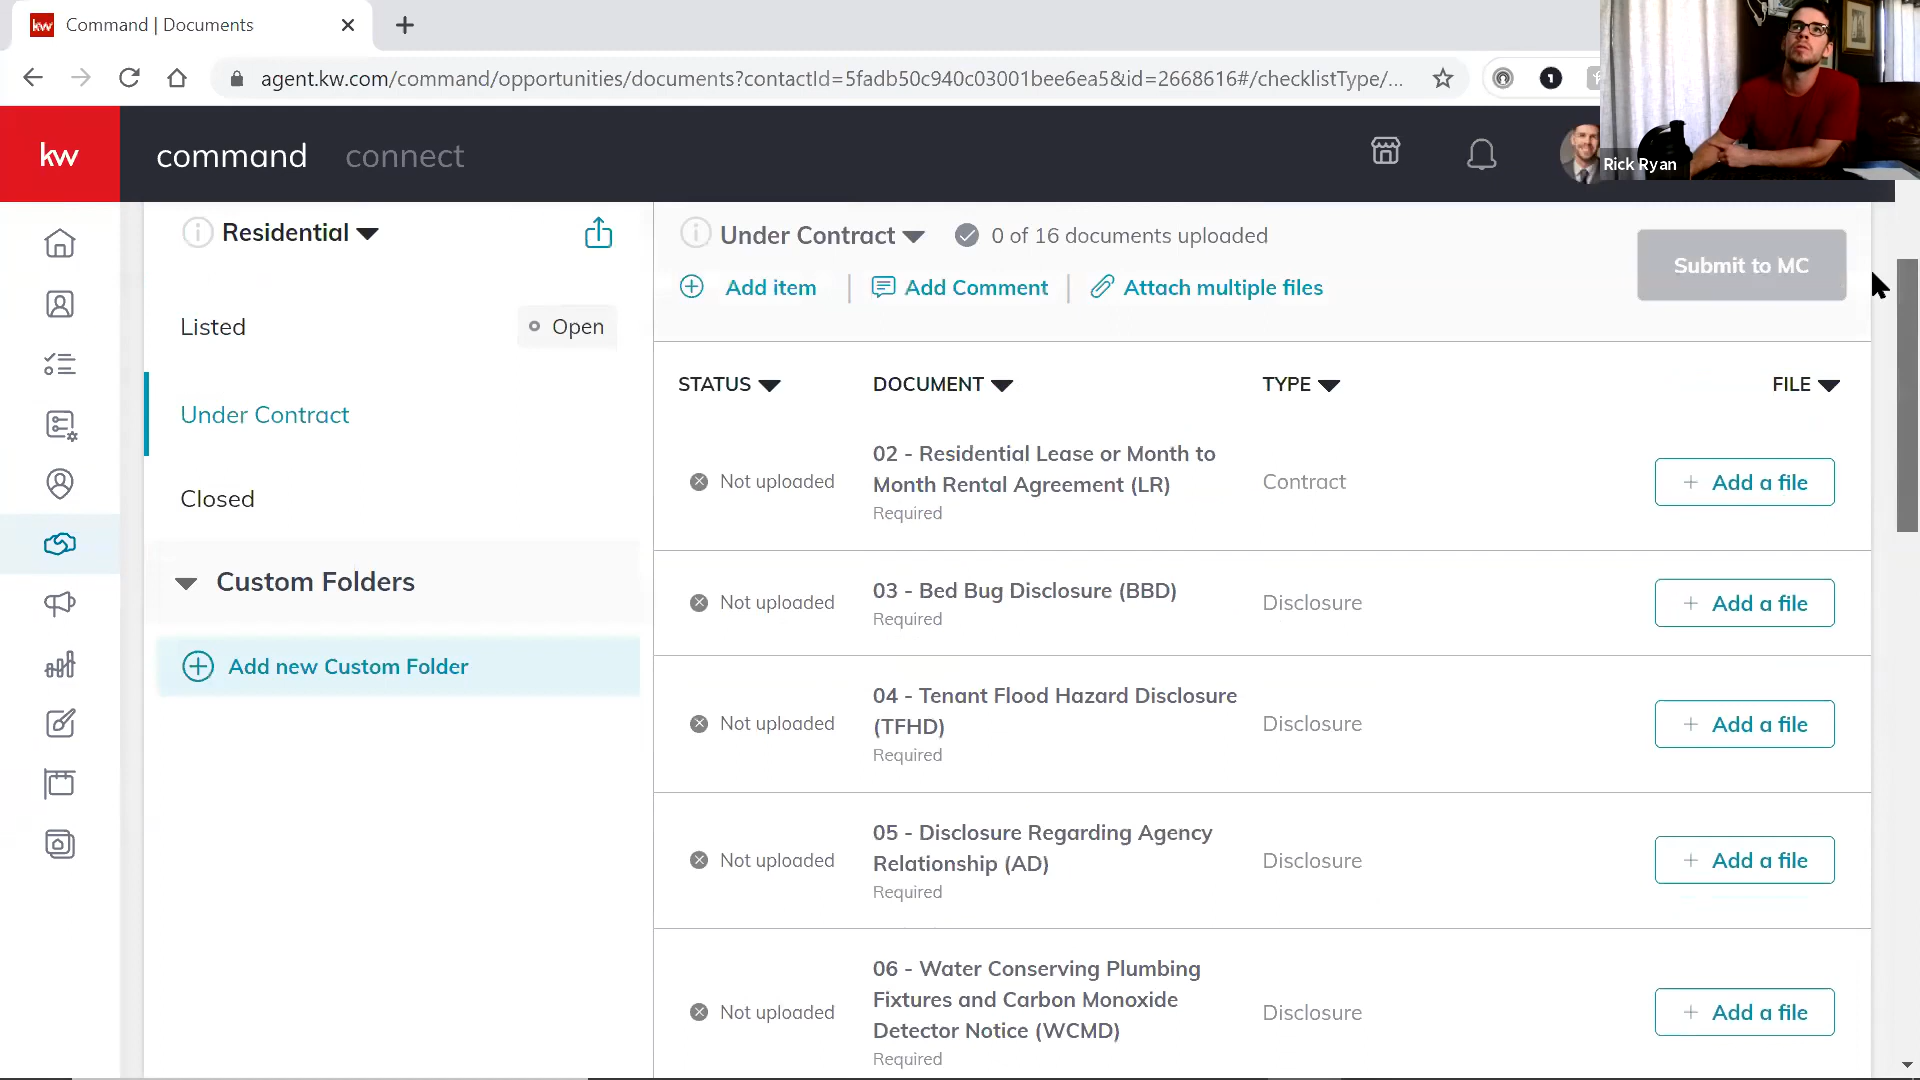 kw Command | Documents
agent.kw.com/command/opportunities/documents?contactId=5fadb50c940c03001bee6ea5&id=2668616#/checklistType/...
Rick Ryan
kw command connect
Residential
Listed Open
Under Contract
Closed
Custom Folders
Add new Custom Folder
Under Contract 0 of 16 documents uploaded
Add item | Add Comment | Attach multiple files
Submit to MC
STATUS DOCUMENT TYPE FILE
02 - Residential Lease or Month to
Not uploaded Month Rental Agreement (LR) Contract + Add a file
Required
03 - Bed Bug Disclosure (BBD)
Not uploaded Disclosure + Add a file
Required
04 - Tenant Flood Hazard Disclosure
Not uploaded (TFHD) Disclosure + Add a file
Required
05 - Disclosure Regarding Agency
Not uploaded Relationship (AD) Disclosure + Add a file
Required
06 - Water Conserving Plumbing
Fixtures and Carbon Monoxide
Not uploaded Detector Notice (WCMD) Disclosure + Add a file
Required